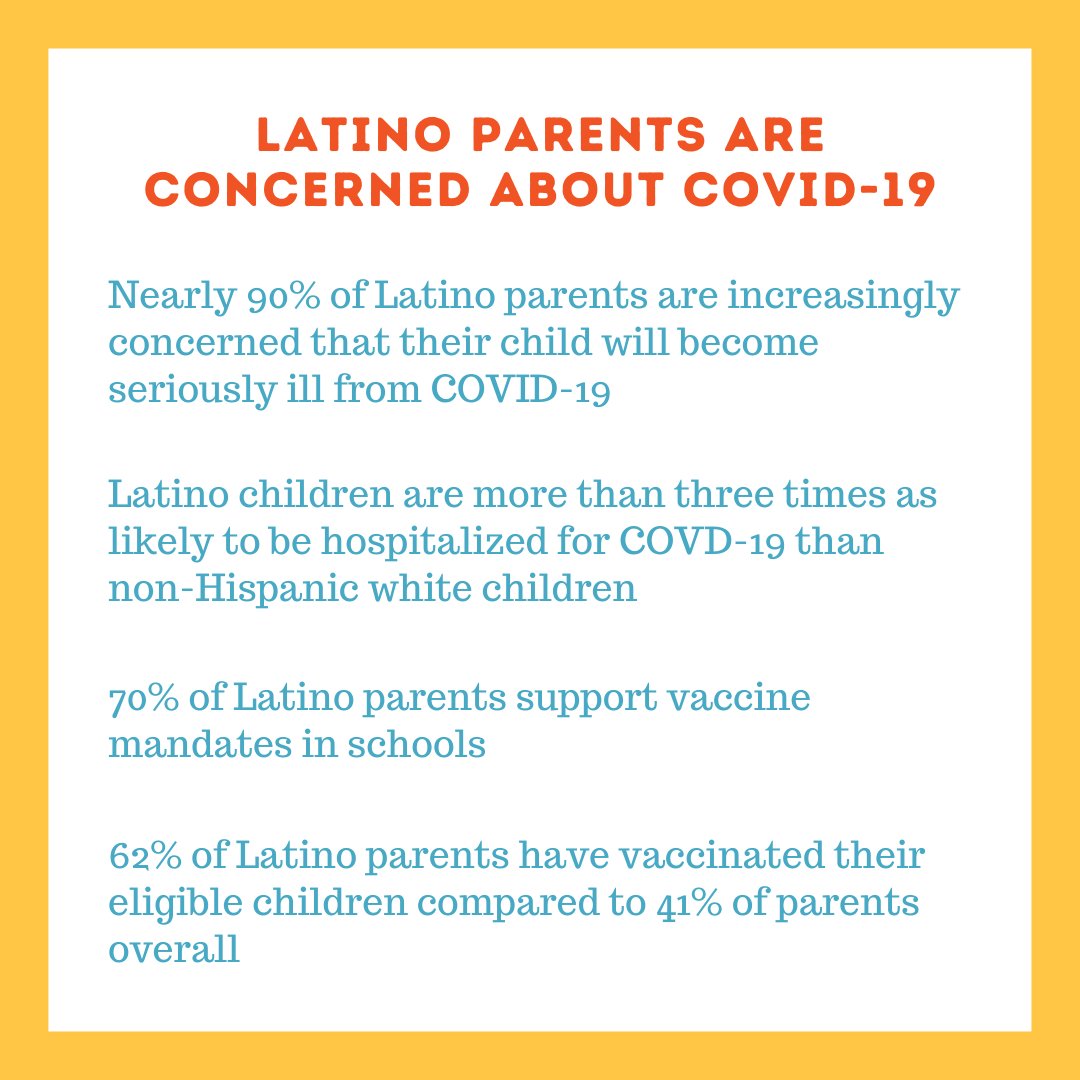 LATINO PARENTS ARE
CONCERNED ABOUT COVID-19
Nearly 90% of Latino parents are increasingly
concerned that their child will become
seriously ill from COVID-19
Latino children are more than three times as
likely to be hospitalized for COVD-19 than
non-Hispanic white children
70% of Latino parents support vaccine
mandates in schools
62% of Latino parents have vaccinated their
eligible children compared to 41% of parents
overall